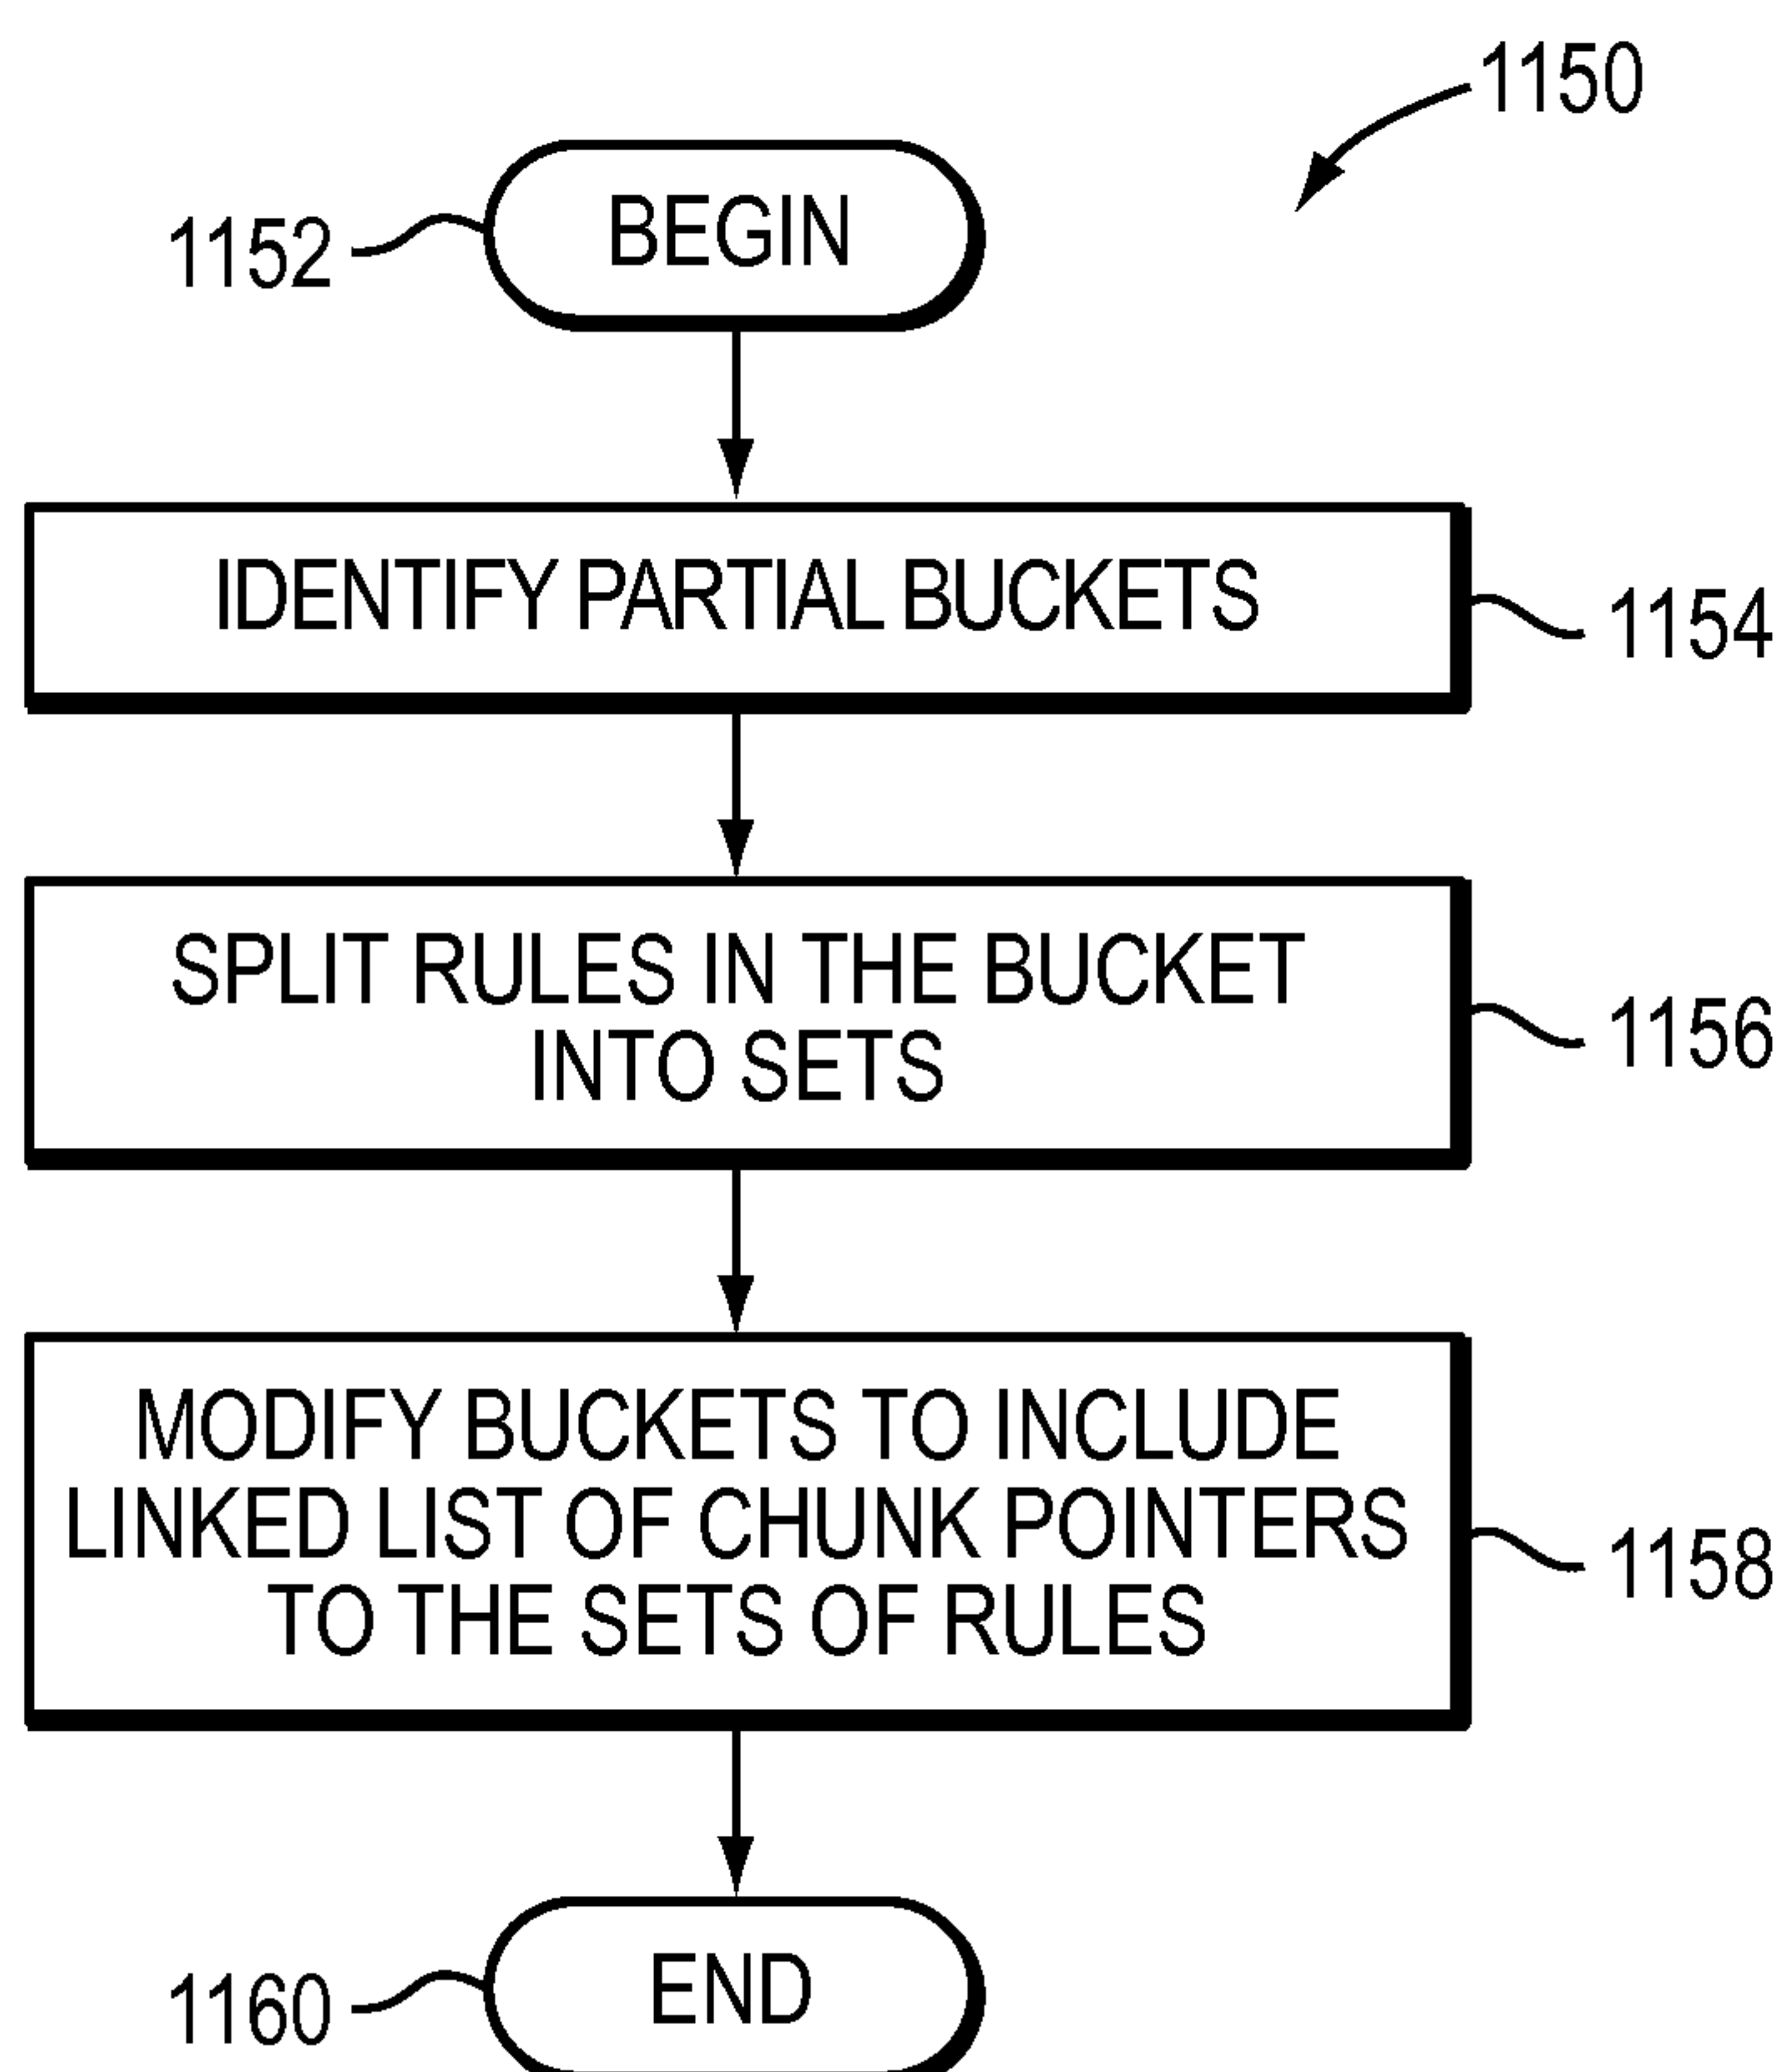 1150
BEGIN
1152
IDENTIFY PARTIAL BUCKETS
1154
SPLIT RULES IN THE BUCKET
INTO SETS
1156
MODIFY BUCKETS TO INCLUDE
LINKED LIST OF CHUNK POINTERS
TO THE SETS OF RULES
1158
END
1160